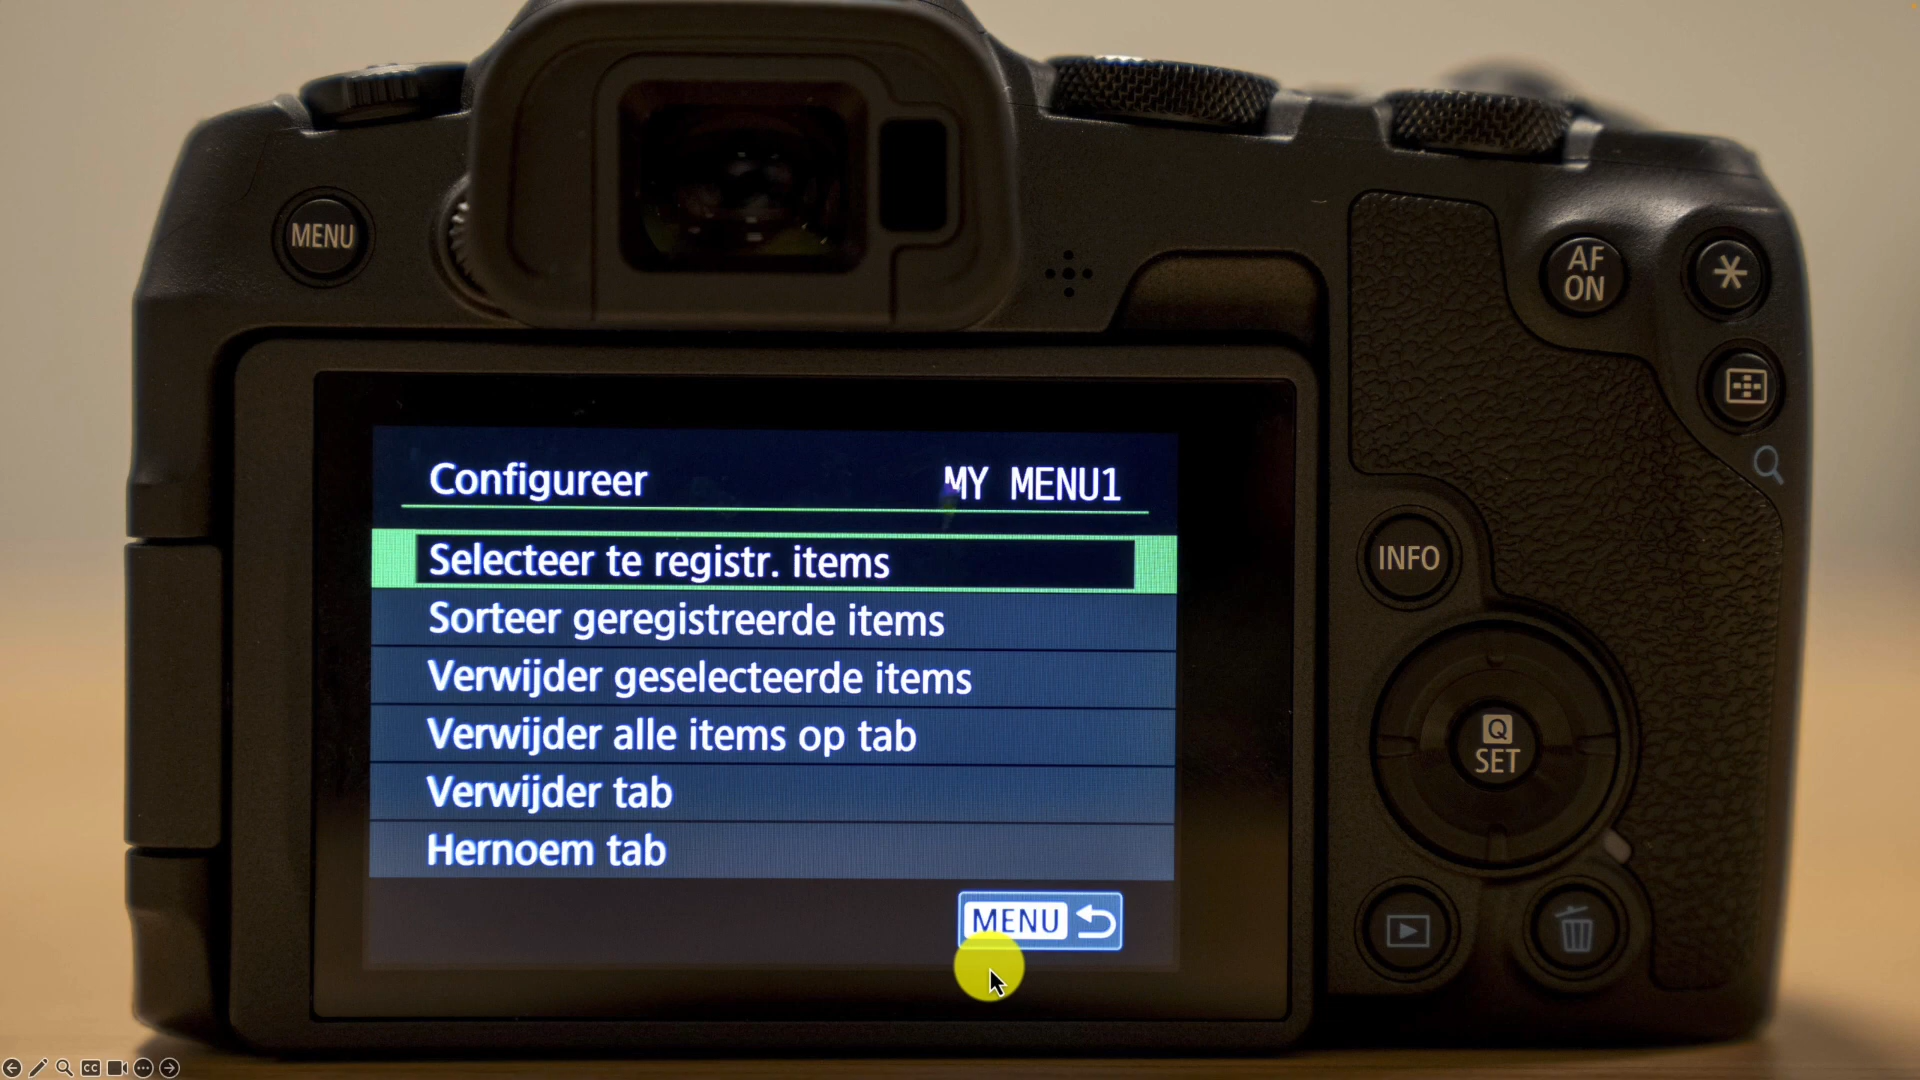 MENU
AF
ON
Configureer MY MENU1
Selecteer te registr. items
Sorteer geregistreerde items
Verwijder geselecteerde items
Verwijder alle items op tab
Verwijder tab
Hernoem tab
MENU
INFO
Q
SET
CC